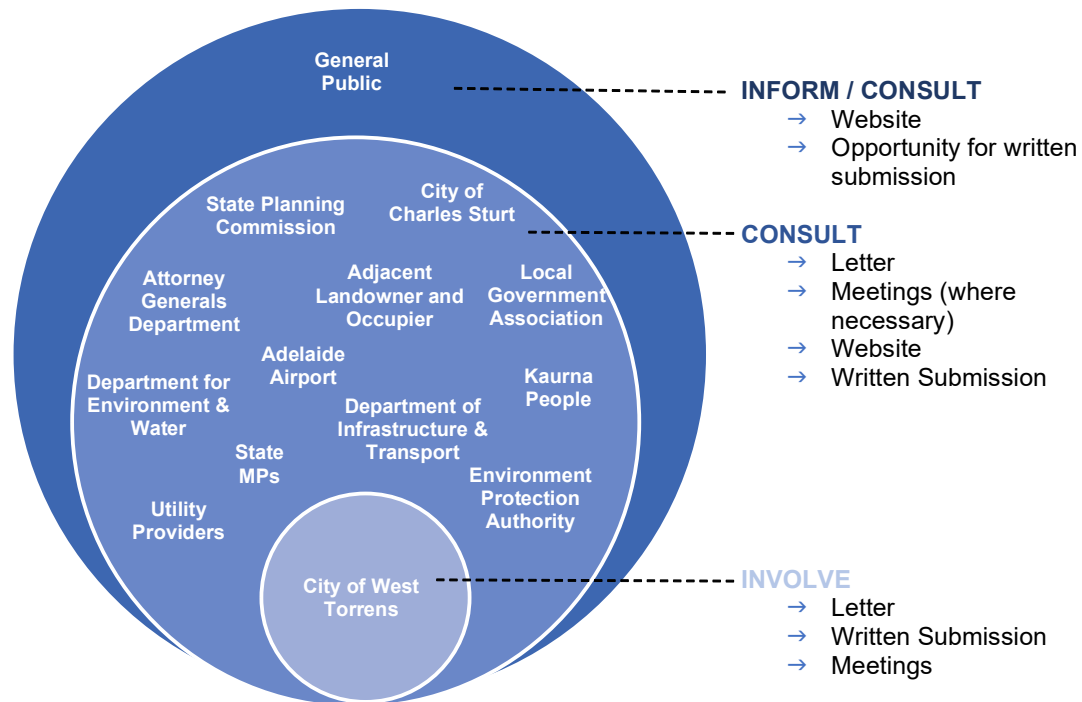 General
Public
State Planning
Commission
City of
Charles Sturt
Attorney
Generals
Department
Adjacent
Landowner and
Occupier
Local
Government
Association
Adelaide
Airport
Kaurna
People
Department for
Environment &
Water
Department of
Infrastructure &
Transport
State
MPs
Environment
Protection
Authority
Utility
Providers
City of West
Torrens
INFORM / CONSULT
→ Website
→ Opportunity for written
submission
CONSULT
→ Letter
→ Meetings (where
necessary)
→ Website
→ Written Submission
INVOLVE
→ Letter
→ Written Submission
→ Meetings